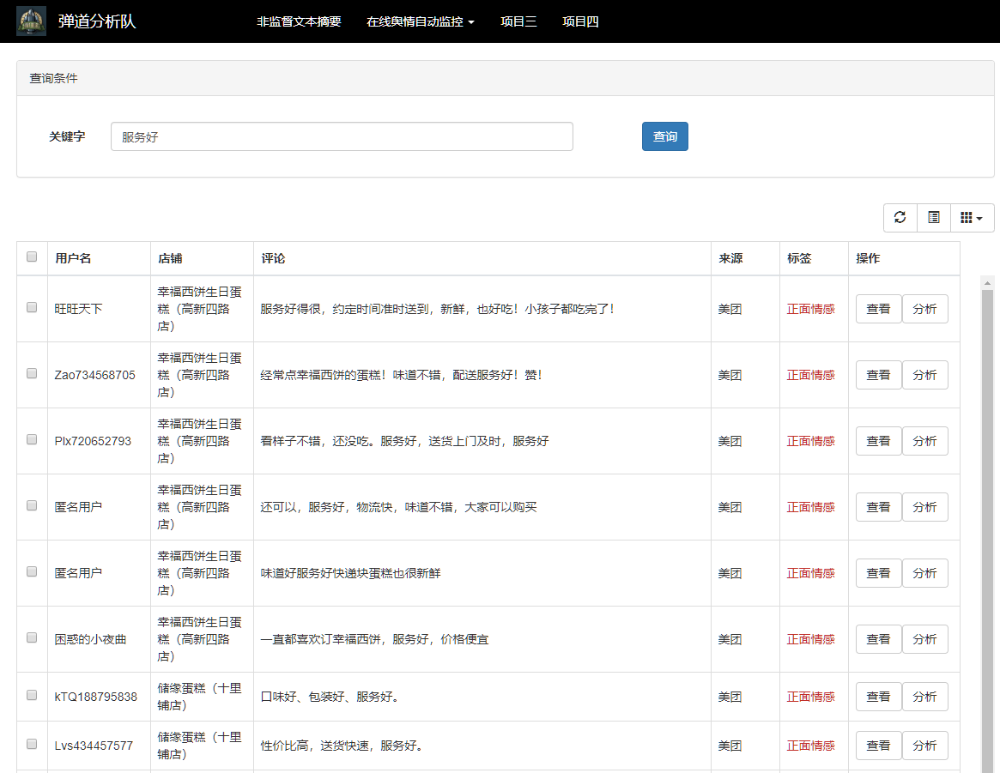 弹道分析队 非监督文本摘要 在线舆情自动监控 项目三 项目四
查询条件
关键字 服务好 查询
用户名 店铺 评论 来源 标签 操作
幸福西饼生日蛋
旺旺天下 糕（高新四路 服务好得很，约定时间准时送到，新鲜，也好吃！小孩子都吃完了！ 美团 正面情感 查看 分析
店）
幸福西饼生日蛋
Zao734568705 糕（高新四路 经常点幸福西饼的蛋糕！味道不错，配送服务好！赞！ 美团 正面情感 查看 分析
店）
幸福西饼生日蛋
Plx720652793 糕（高新四路 看样子不错，还没吃。服务好，送货上门及时，服务好 美团 正面情感 查看 分析
店）
幸福西饼生日蛋
匿名用户 糕（高新四路 还可以，服务好，物流快，味道不错，大家可以购买 美团 正面情感 查看 分析
店）
幸福西饼生日蛋
匿名用户 糕（高新四路 味道好服务好快递块蛋糕也很新鲜 美团 正面情感 查看 分析
店）
幸福西饼生日蛋
困惑的小夜曲 糕（高新四路 一直都喜欢订幸福西饼，服务好，价格便宜 美团 正面情感 查看 分析
店）
储缘蛋糕（十里
kTQ188795838 口味好、包装好、服务好。 美团 正面情感 查看 分析
铺店）
储缘蛋糕（十里
Lvs434457577 性价比高，送货快速，服务好。 美团 正面情感 查看 分析
铺店）